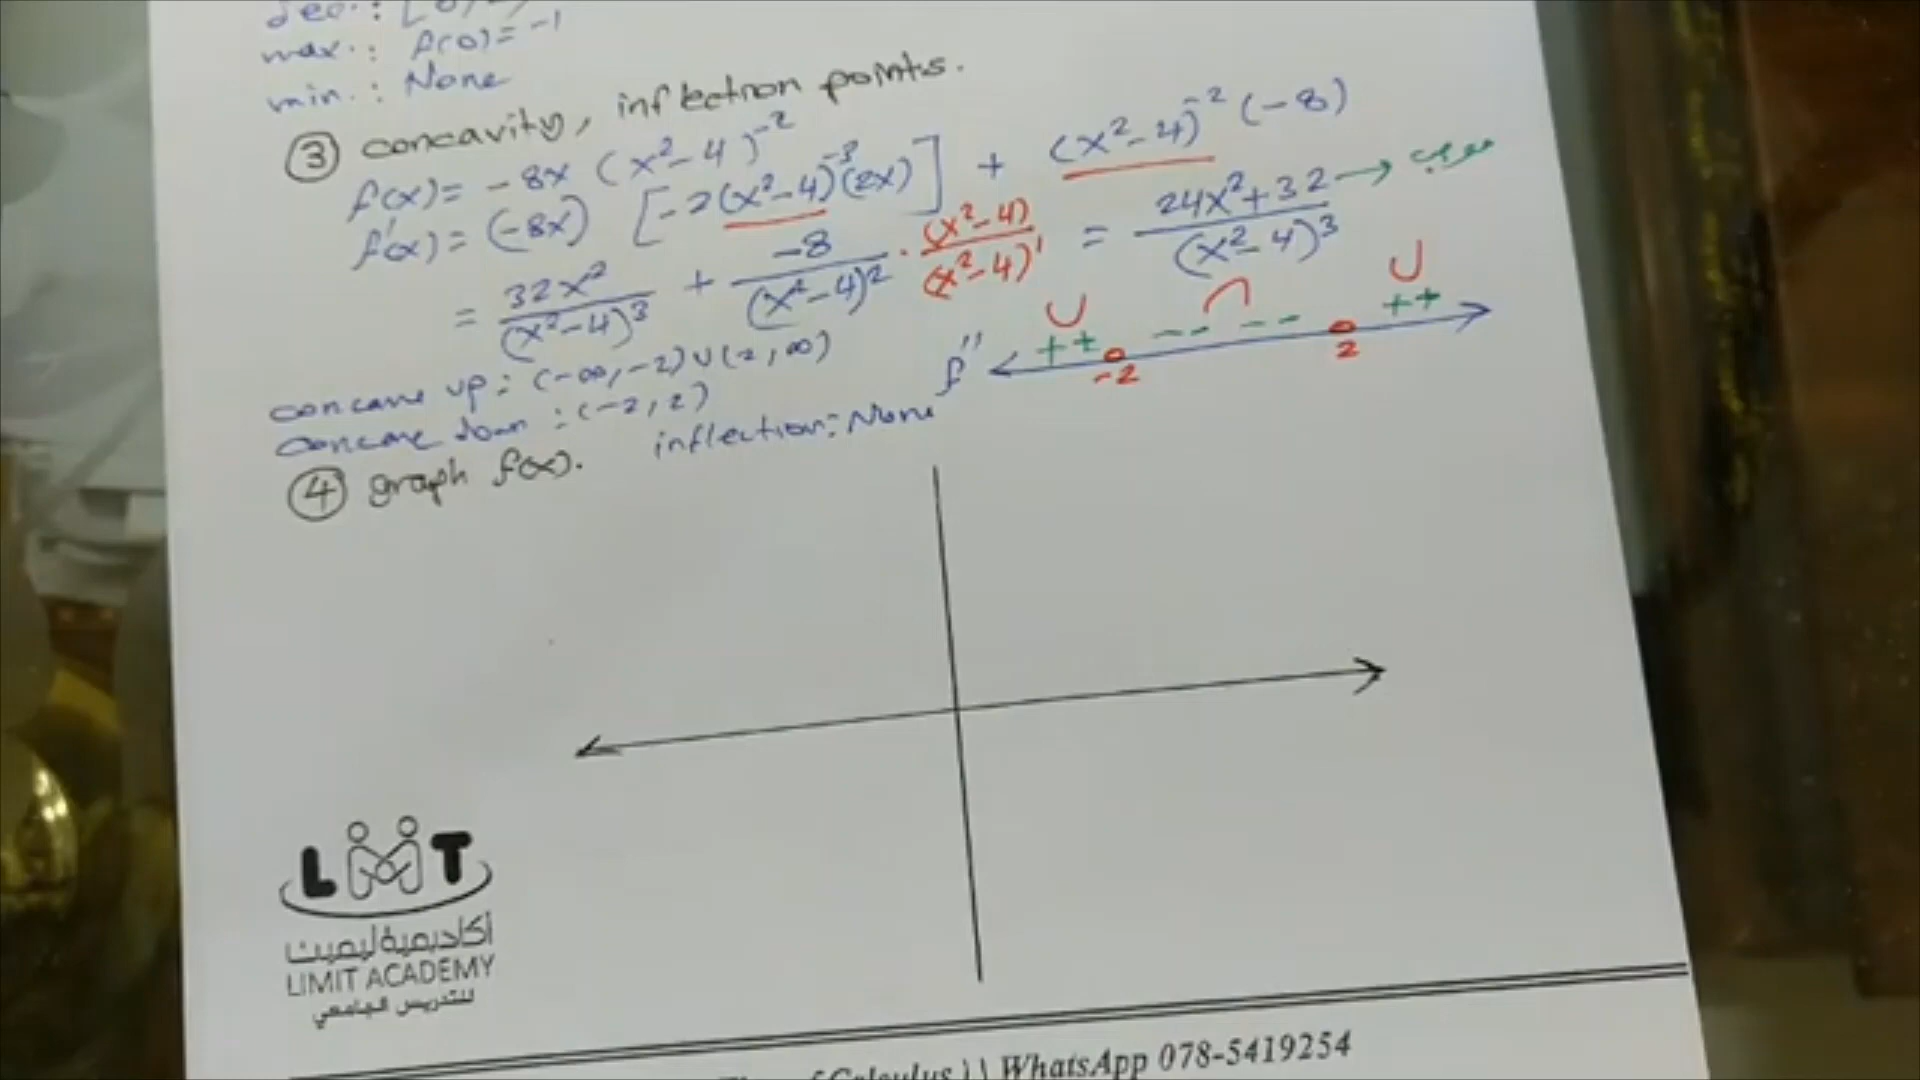 max.: f(0) = -1
min.: None
③ concavity, inflection points.
f(x) = -8x (x²-4)⁻²
f'(x) = (-8x) [-2(x²-4)⁻³(2x)] + (x²-4)⁻² (-8)
= 32x²/(x²-4)³ + -8/(x²-4)² · (x²-4)/(x²-4)¹ = 24x²+32/(x²-4)³ → موجب
concave up: (-∞,-2)∪(2,∞)
f'' ++ -2 -- -- 2 ++
concave down: (-2,2)
inflection: None
④ graph f(x).
LIMIT
أكاديمية ليميت
LIMIT ACADEMY
للتدريس الجامعي
Calculus)\\ WhatsApp 078-5419254